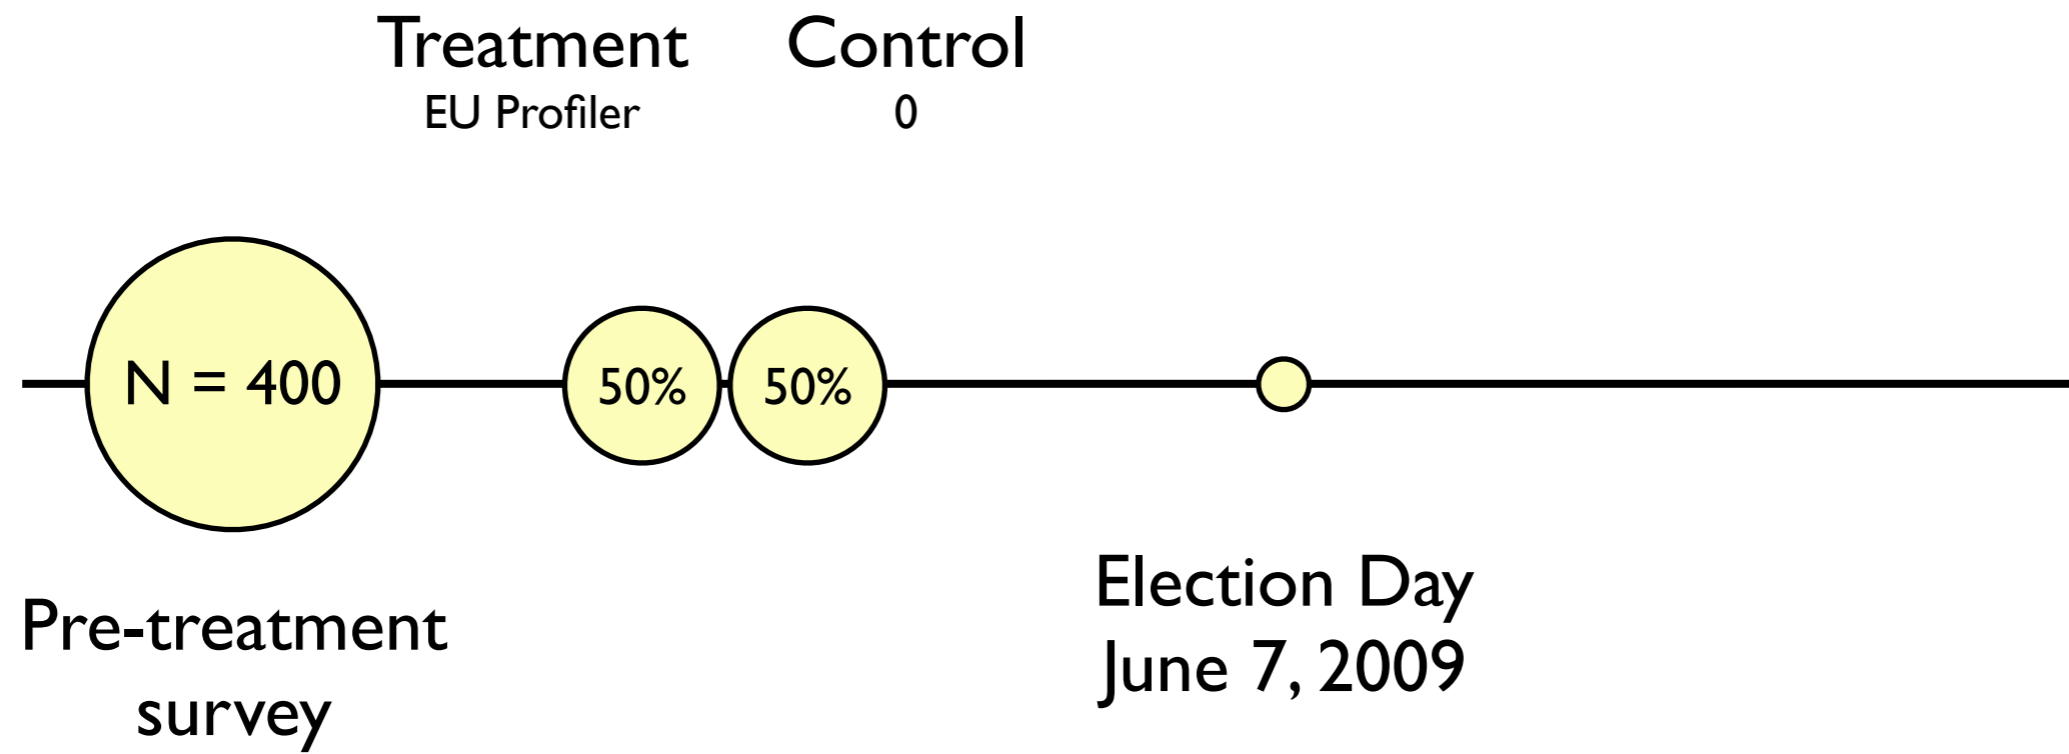 Treatment Control
EU Profiler 0
N = 400 50% 50%
Pre-treatment
survey
Election Day
June 7, 2009